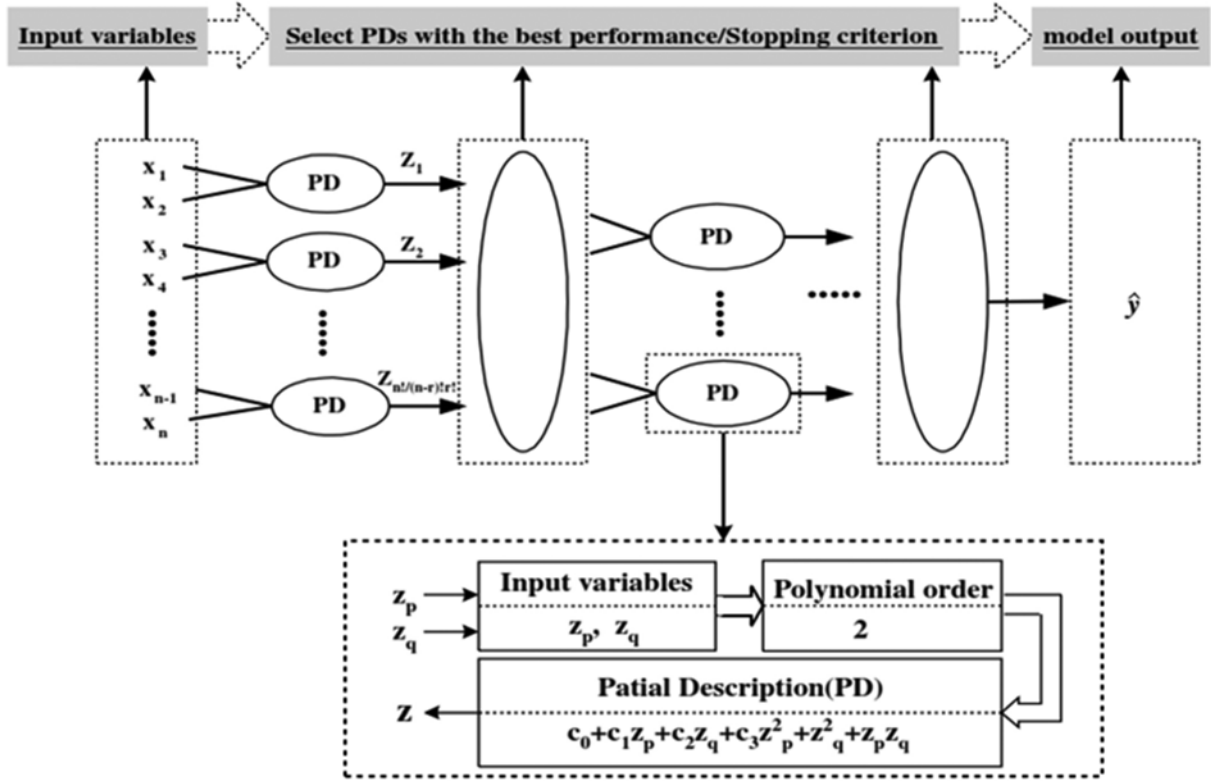 Input variables
Select PDs with the best performance/Stopping criterion
model output
x1
x2
x3
x4
xn-1
xn
PD
Z1
PD
Z2
PD
Zn!/(n-r)!r!
PD
PD
ŷ
zp
zq
Input variables
zp, zq
Polynomial order
2
Patial Description(PD)
z
c0+c1zp+c2zq+c3z²p+z²q+zpzq